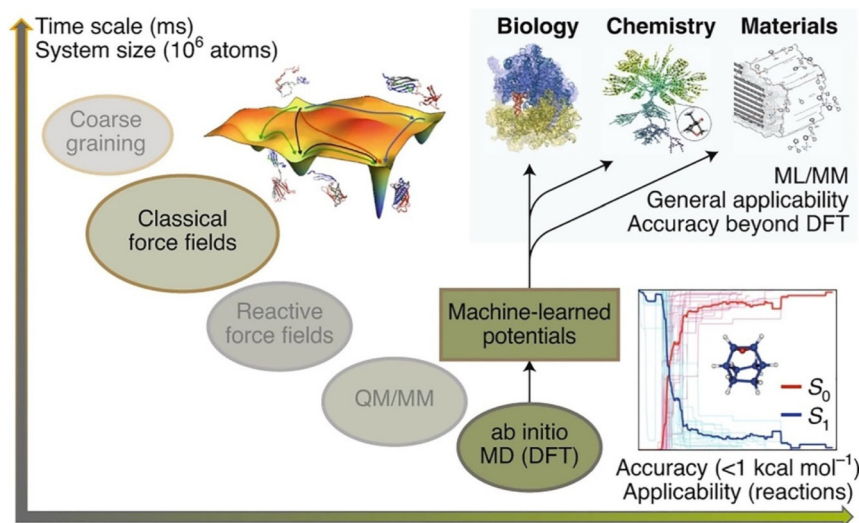 Time scale (ms)
System size (10⁶ atoms)
Biology
Chemistry
Materials
Coarse
graining
Classical
force fields
Reactive
force fields
QM/MM
ab initio
MD (DFT)
Machine-learned
potentials
ML/MM
General applicability
Accuracy beyond DFT
S₀
S₁
Accuracy (<1 kcal mol⁻¹)
Applicability (reactions)